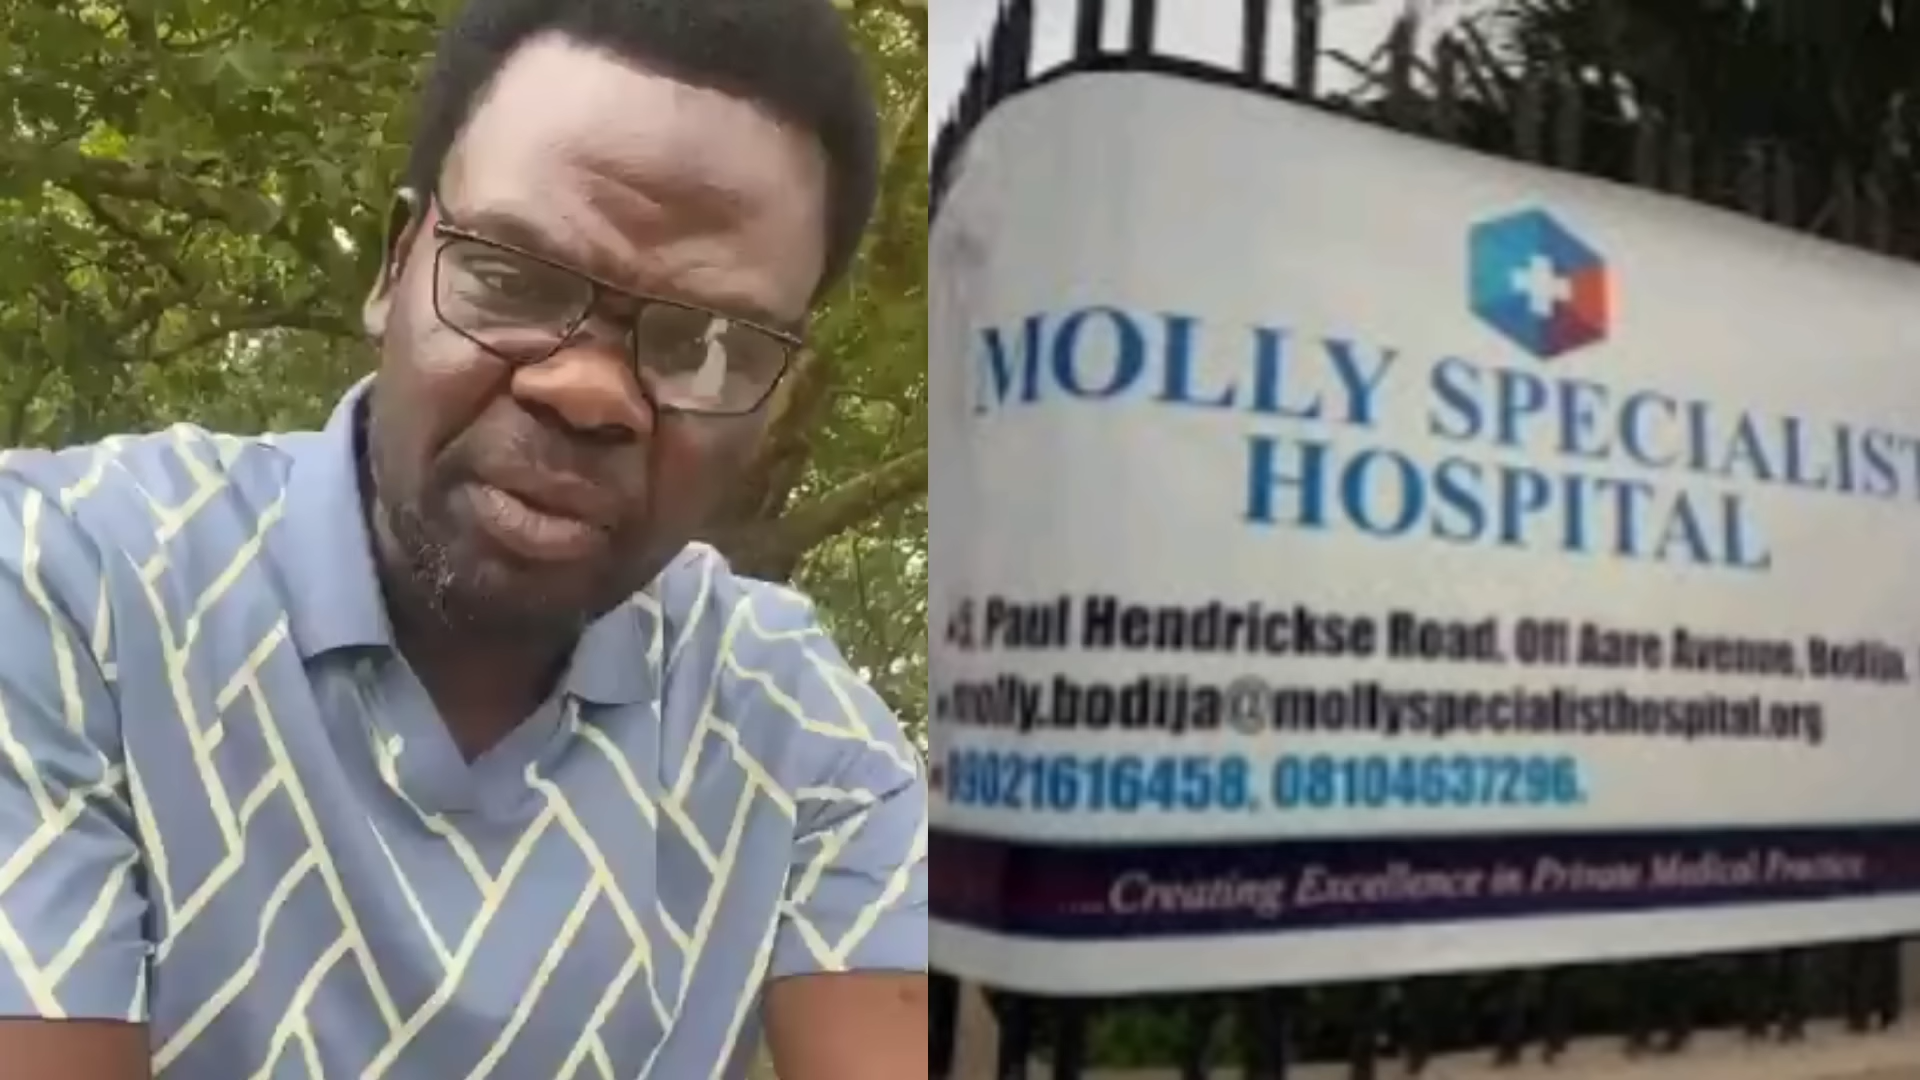 MOLLY SPECIALIST
HOSPITAL
Paul Hendrickse Road, Off Aare Avenue, Bodija,
molly.bodija@mollyspecialisthospital.org
09021616458, 08104637296.
....Creating Excellence in Private Medical Practice